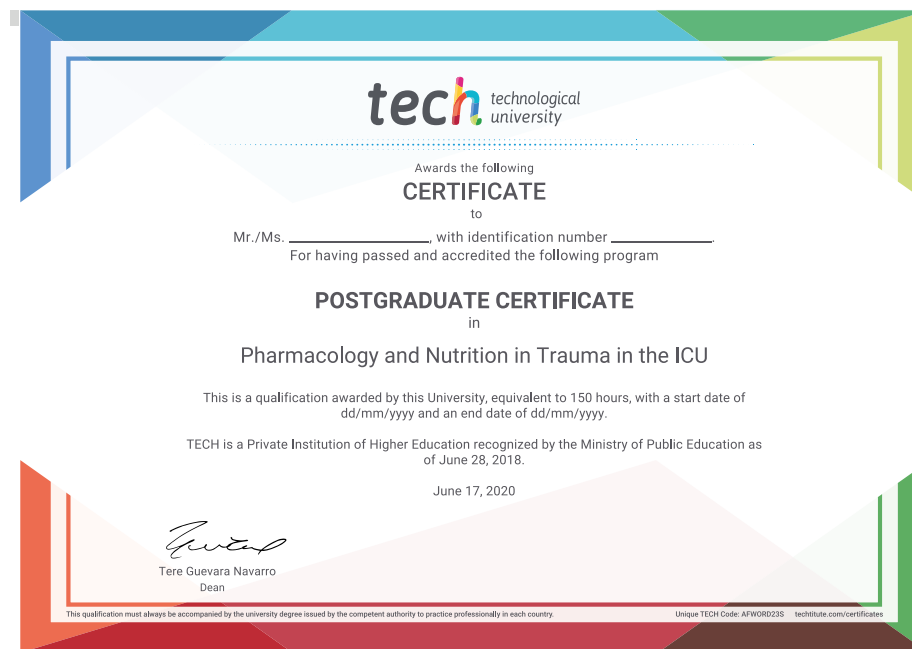 tech technological
university
Awards the following
CERTIFICATE
to
Mr./Ms. ____________________, with identification number ______________.
For having passed and accredited the following program
POSTGRADUATE CERTIFICATE
in
Pharmacology and Nutrition in Trauma in the ICU
This is a qualification awarded by this University, equivalent to 150 hours, with a start date of
dd/mm/yyyy and an end date of dd/mm/yyyy.
TECH is a Private Institution of Higher Education recognized by the Ministry of Public Education as
of June 28, 2018.
June 17, 2020
Tere Guevara Navarro
Dean
This qualification must always be accompanied by the university degree issued by the competent authority to practice professionally in each country. Unique TECH Code: AFWORD23S techtitute.com/certificates